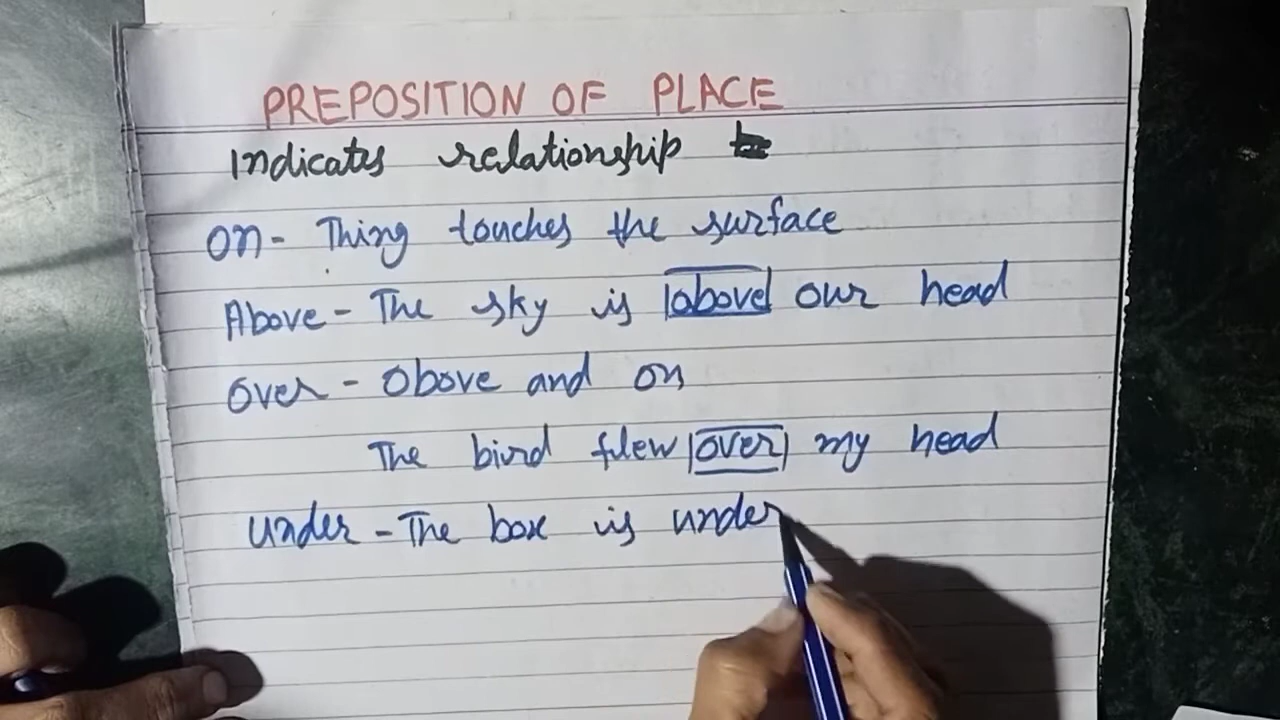 PREPOSITION OF PLACE
Indicates relationship
On - Thing touches the surface
Above - The sky is above our head
Over - Above and on
The bird flew over my head
Under - The box is under